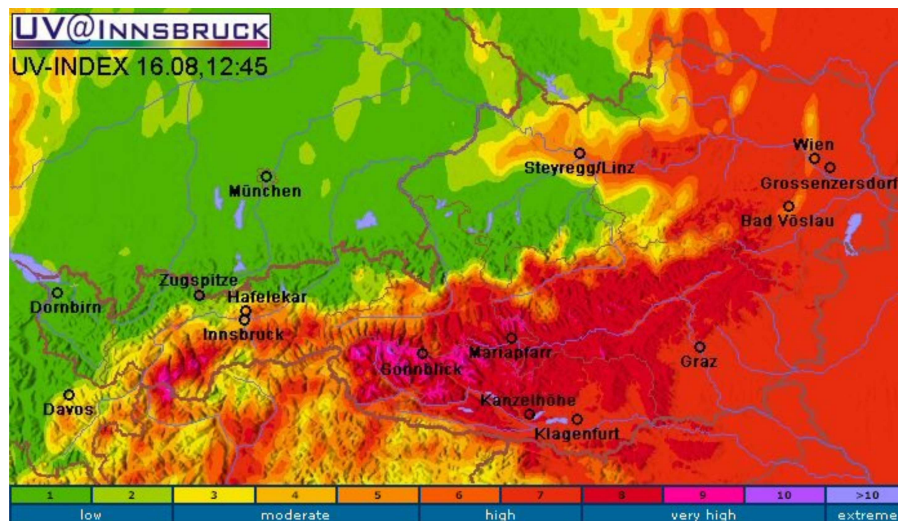 UV@INNSBRUCK
UV-INDEX 16.08,12:45
Wien
Steyregg/Linz
Grossenzersdorf
München
Bad Vöslau
Zugspitze
Dornbirn
Hafelekar
Innsbruck
Mariapfarr
Sonnblick
Graz
Davos
Kanzelhöhe
Klagenfurt
1 2 3 4 5 6 7 8 9 10 >10
low moderate high very high extreme